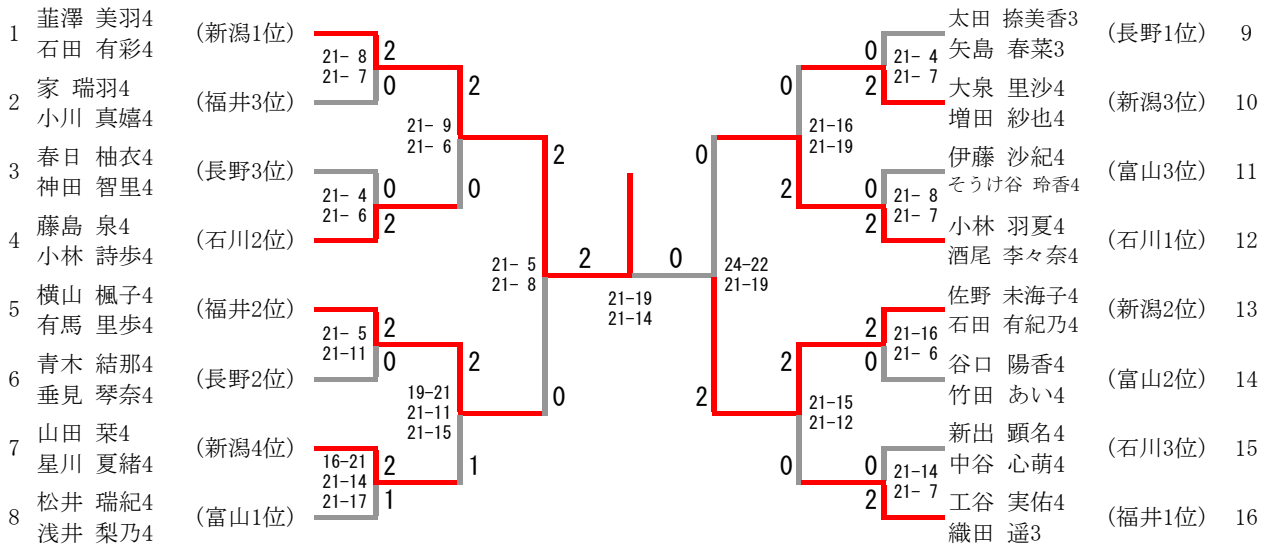 1 韮澤 美羽4 (新潟1位)
石田 有彩4
2 家 瑞羽4 (福井3位)
小川 真嬉4
3 春日 柚衣4 (長野3位)
神田 智里4
4 藤島 泉4 (石川2位)
小林 詩歩4
5 横山 楓子4 (福井2位)
有馬 里歩4
6 青木 結那4 (長野2位)
垂見 琴奈4
7 山田 栞4 (新潟4位)
星川 夏緒4
8 松井 瑞紀4 (富山1位)
浅井 梨乃4
21- 8
21- 7
2
0
21- 4
21- 6
0
2
21- 5
21-11
2
0
16-21
21-14
21-17
2
1
21- 9
21- 6
2
0
19-21
21-11
21-15
2
1
21- 5
21- 8
2
0
2
0
21-19
21-14
24-22
21-19
0
2
21-16
21-19
0
2
21-15
21-12
2
0
0
2
21- 4
21- 7
0
2
21- 8
21- 7
2
0
21-16
21- 6
0
2
21-14
21- 7
太田 捺美香3 (長野1位) 9
矢島 春菜3
大泉 里沙4 (新潟3位) 10
増田 紗也4
伊藤 沙紀4 (富山3位) 11
そうけ谷 玲香4
小林 羽夏4 (石川1位) 12
酒尾 李々奈4
佐野 未海子4 (新潟2位) 13
石田 有紀乃4
谷口 陽香4 (富山2位) 14
竹田 あい4
新出 顕名4 (石川3位) 15
中谷 心萌4
工谷 実佑4 (福井1位) 16
織田 遥3